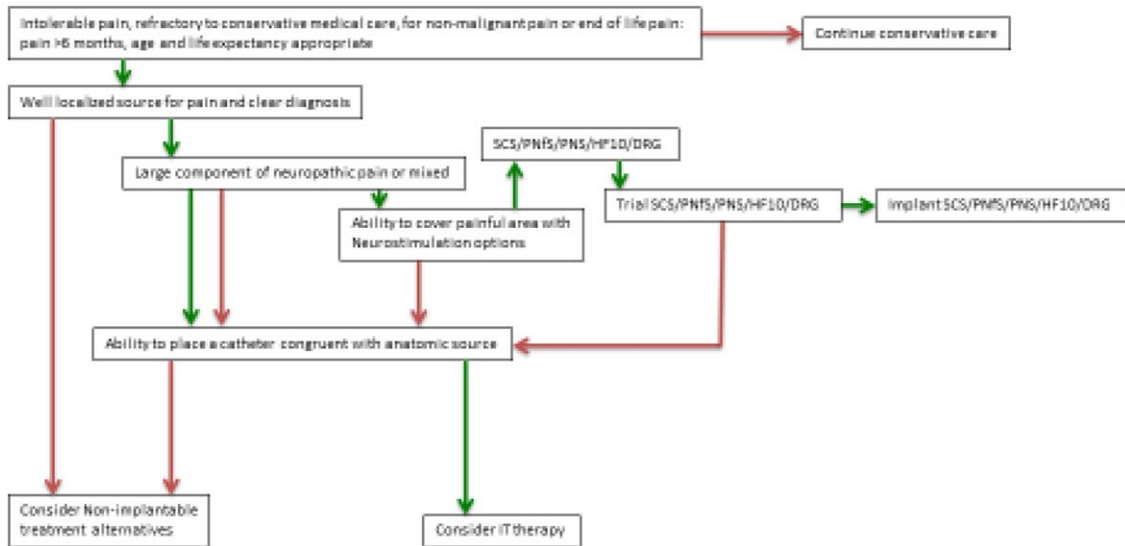 Intolerable pain, refractory to conservative medical care, for non-malignant pain or end of life pain:
pain >6 months, age and life expectancy appropriate
Continue conservative care
Well localized source for pain and clear diagnosis
SCS/PNfS/PNS/HF10/DRG
Large component of neuropathic pain or mixed
Trial SCS/PNfS/PNS/HF10/DRG
Implant SCS/PNfS/PNS/HF10/DRG
Ability to cover painful area with
Neurostimulation options
Ability to place a catheter congruent with anatomic source
Consider Non-implantable
treatment alternatives
Consider IT therapy